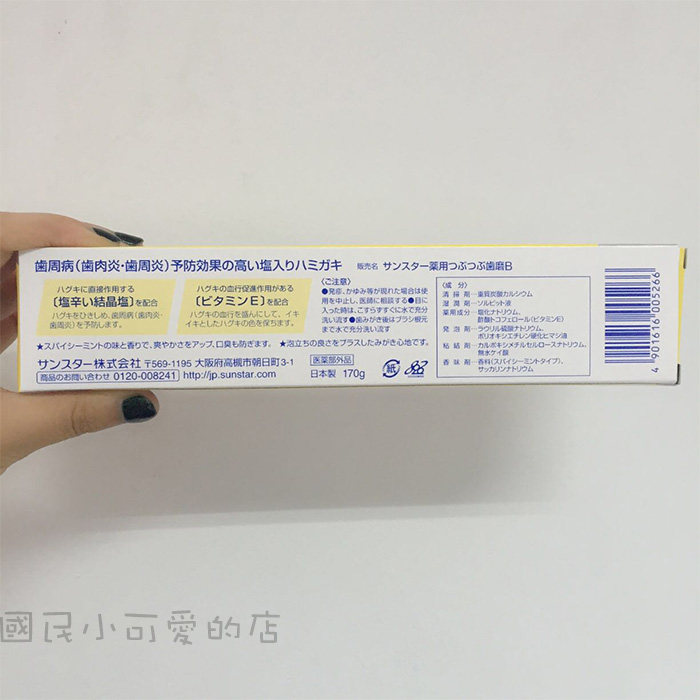 歯周病(歯肉炎・歯周炎)予防効果の高い塩入りハミガキ
販売名 サンスター薬用つぶつぶ歯磨B
ハグキに直接作用する
〔塩辛い結晶塩〕を配合
ハグキをひきしめ、歯周病(歯肉炎・
歯周炎)を予防します。
ハグキの血行促進作用がある
〔ビタミンE〕を配合
ハグキの血行を盛んにして、イキ
イキとしたハグキの色を保ちます。
〈ご注意〉
●発疹、かゆみ等が現れた場合は使
用を中止し、医師に相談する●目に
入った時は、こすらずすぐに水で充分
洗い流す●歯みがき後はブラシ根元
まで水で充分洗い流す
★スパイシーミントの味と香りで、爽やかさをアップ。口臭も防ぎます。 ★泡立ちの良さをプラスしたみがき心地です。
サンスター株式会社 〒569-1195 大阪府高槻市朝日町3-1
商品のお問い合わせ 0120-008241 http://jp.sunstar.com
医薬部外品
日本製 170g
紙
〈成 分〉
清掃剤-重質炭酸カルシウム
湿潤剤-ソルビット液
薬用成分-塩化ナトリウム、
酢酸トコフェロール(ビタミンE)
発泡剤-ラウリル硫酸ナトリウム、
ポリオキシエチレン硬化ヒマシ油
粘結剤-カルボキシメチルセルロースナトリウム、
無水ケイ酸
香味剤-香料(スパイシーミントタイプ)、
サッカリンナトリウム
4 901616 005266
國民小可愛的店